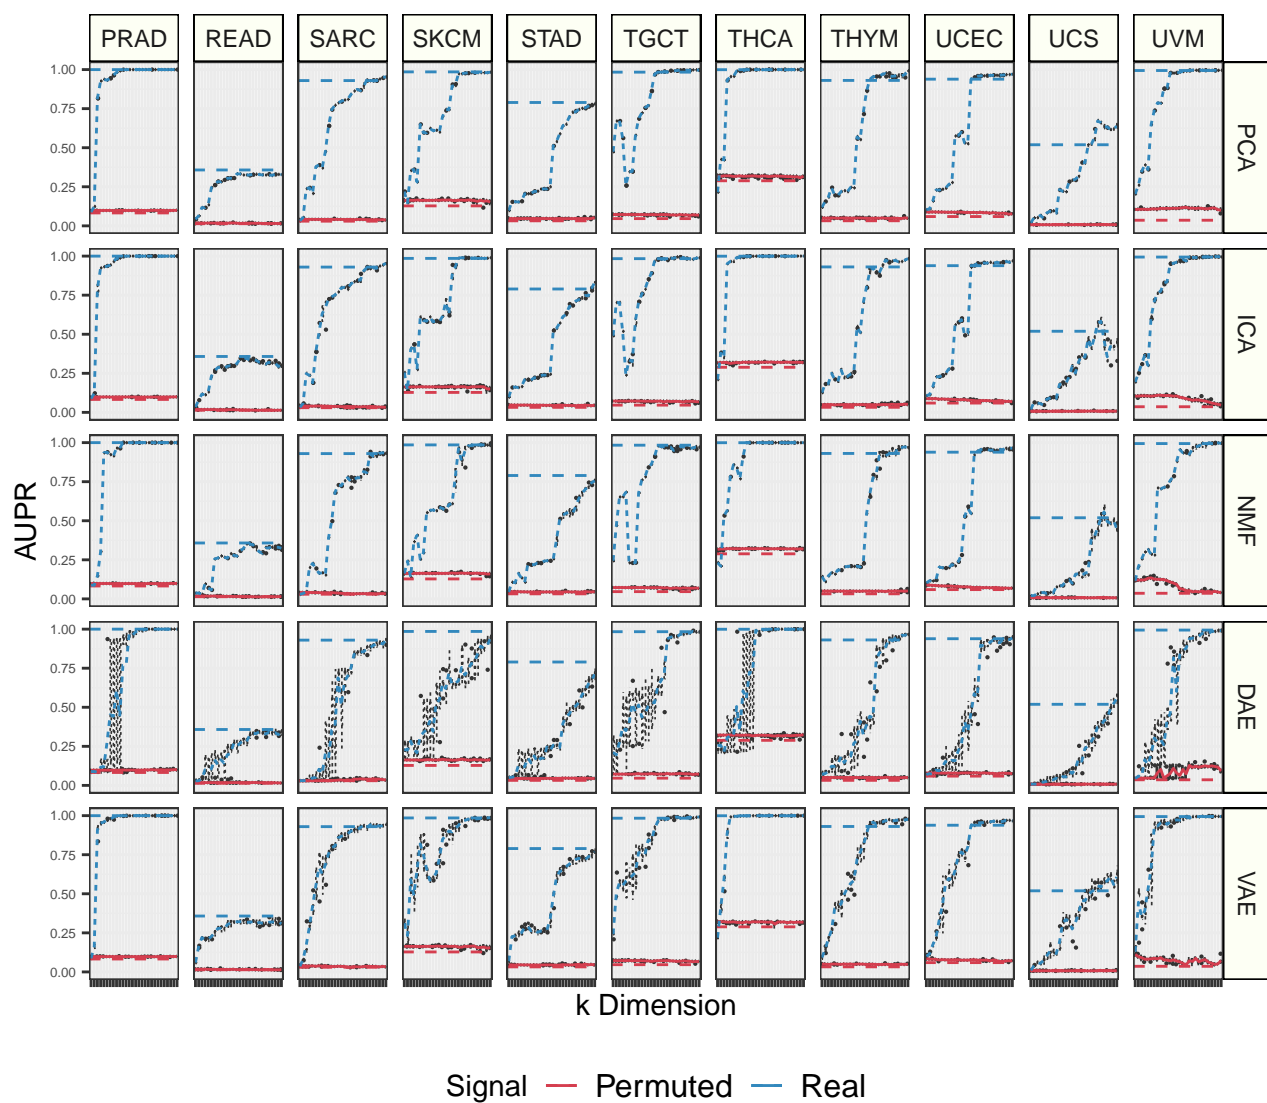 PRAD READ SARC SKCM STAD TGCT THCA THYM UCEC UCS UVM
1.00
0.75
0.50
0.25
0.00
PCA
1.00
0.75
0.50
0.25
0.00
ICA
1.00
0.75
0.50
0.25
0.00
NMF
1.00
0.75
0.50
0.25
0.00
DAE
1.00
0.75
0.50
0.25
0.00
VAE
AUPR
k Dimension
Signal Permuted Real